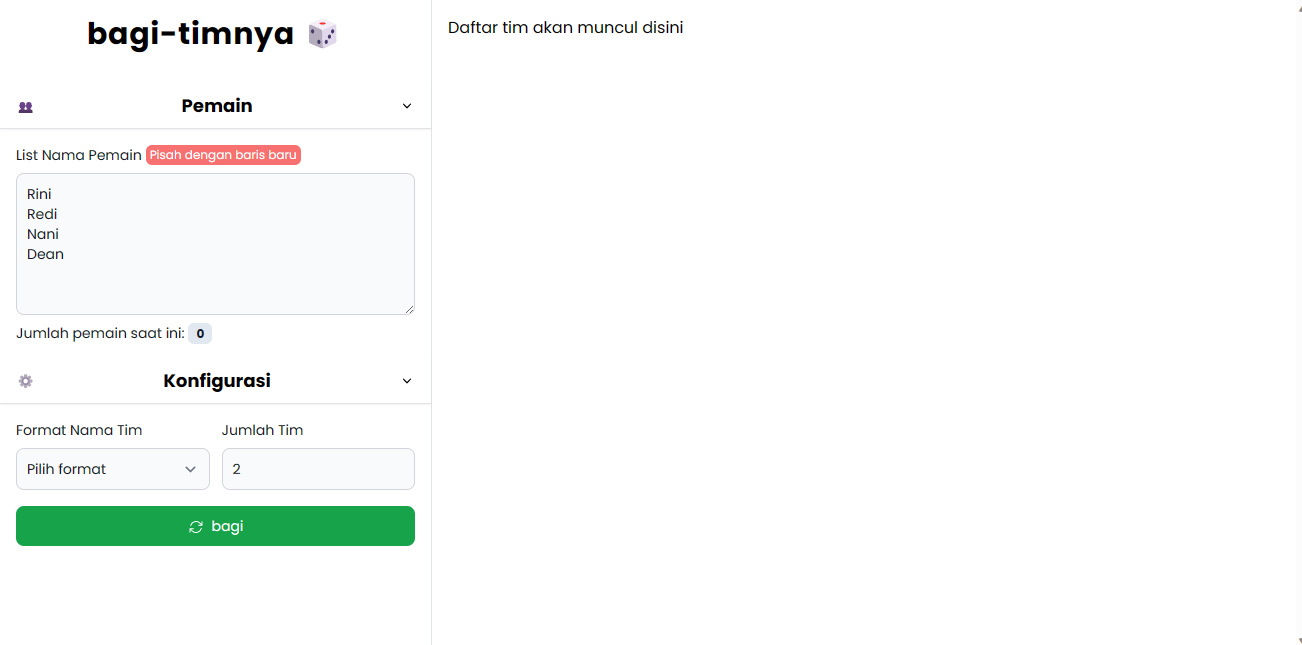 bagi-timnya
Pemain
List Nama Pemain Pisah dengan baris baru
Rini
Redi
Nani
Dean
Jumlah pemain saat ini: 0
Konfigurasi
Format Nama Tim
Jumlah Tim
Pilih format
2
bagi
Daftar tim akan muncul disini